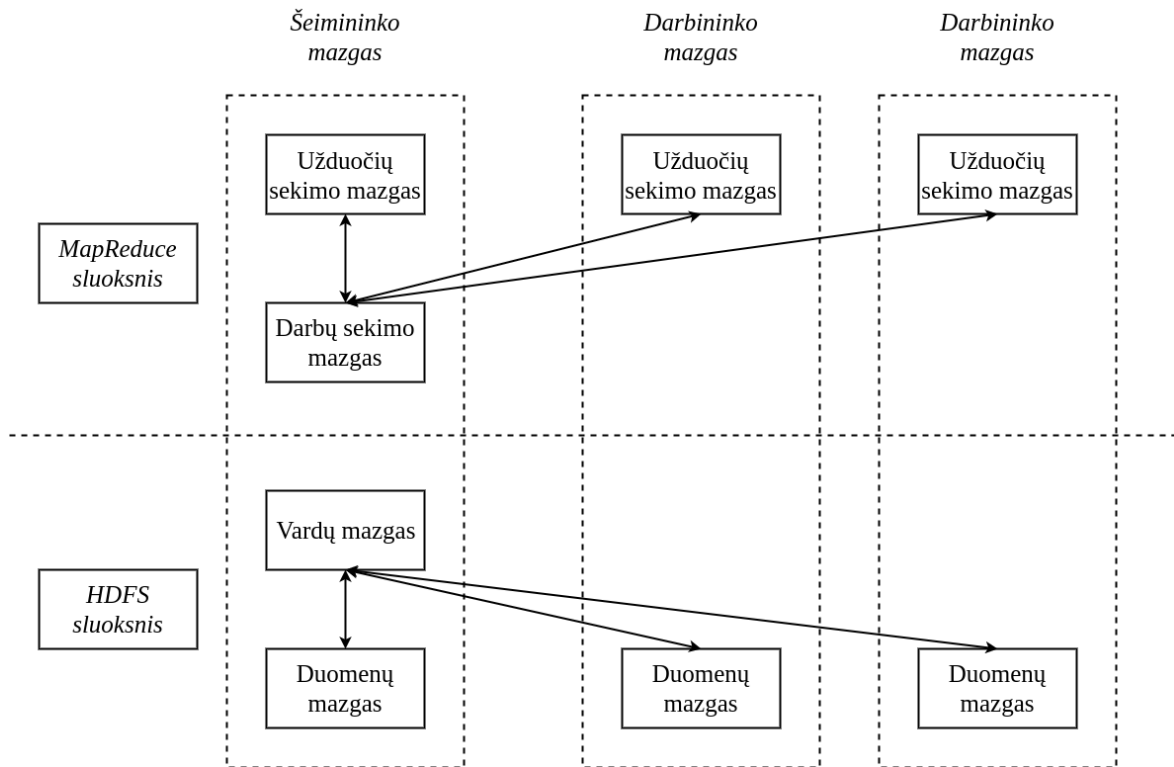 Šeimininko
mazgas
Darbininko
mazgas
Darbininko
mazgas
Užduočių
sekimo mazgas
Užduočių
sekimo mazgas
Užduočių
sekimo mazgas
MapReduce
sluoksnis
Darbų sekimo
mazgas
Vardų mazgas
HDFS
sluoksnis
Duomenų
mazgas
Duomenų
mazgas
Duomenų
mazgas